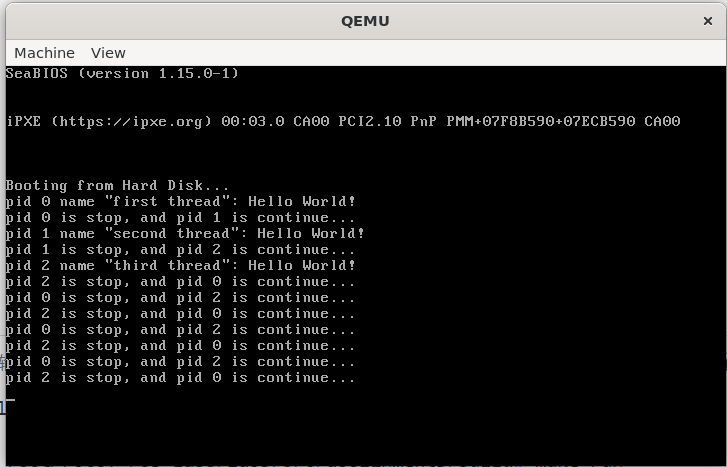 QEMU
×
Machine View
SeaBIOS (version 1.15.0-1)
iPXE (https://ipxe.org) 00:03.0 CA00 PCI2.10 PnP PMM+07F8B590+07ECB590 CA00
Booting from Hard Disk...
pid 0 name "first thread": Hello World!
pid 0 is stop, and pid 1 is continue...
pid 1 name "second thread": Hello World!
pid 1 is stop, and pid 2 is continue...
pid 2 name "third thread": Hello World!
pid 2 is stop, and pid 0 is continue...
pid 0 is stop, and pid 2 is continue...
pid 2 is stop, and pid 0 is continue...
pid 0 is stop, and pid 2 is continue...
pid 2 is stop, and pid 0 is continue...
pid 0 is stop, and pid 2 is continue...
pid 2 is stop, and pid 0 is continue...